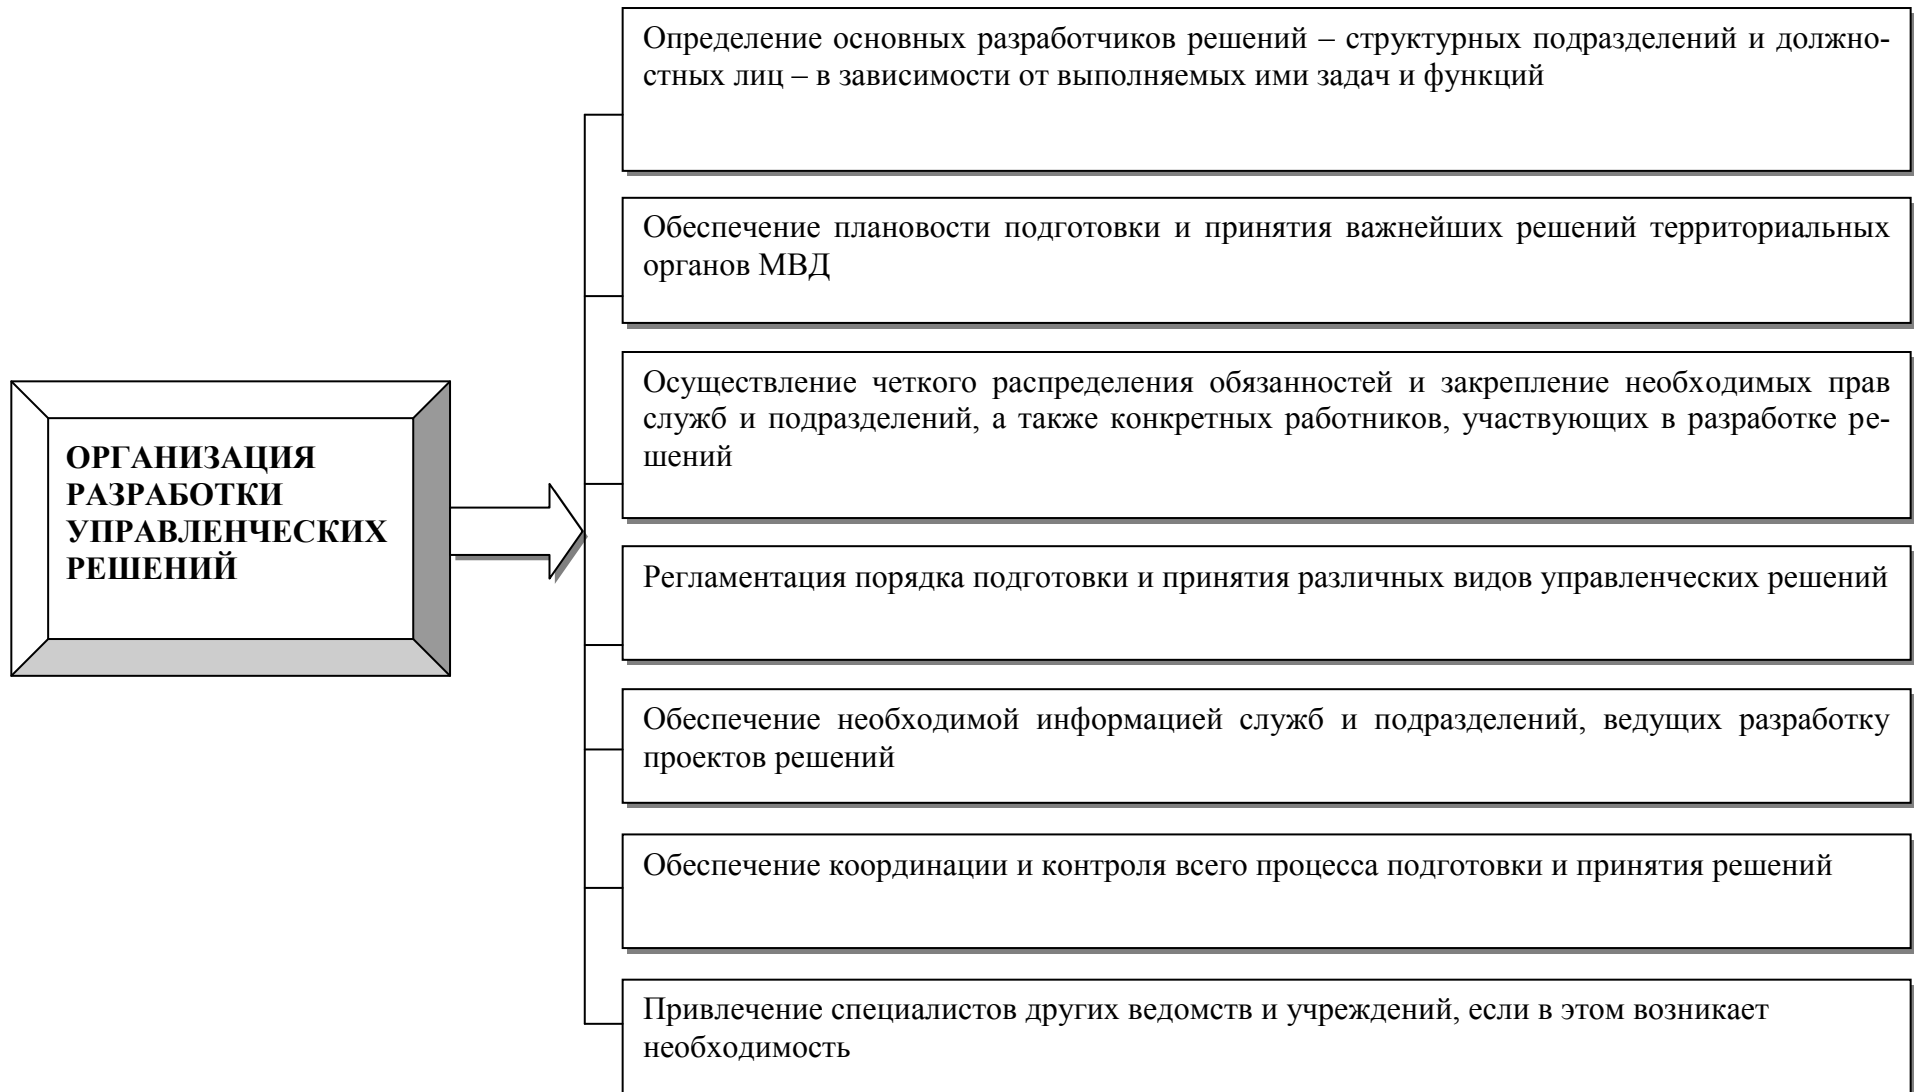 Определение основных разработчиков решений – структурных подразделений и должно-
стных лиц – в зависимости от выполняемых ими задач и функций
Обеспечение плановости подготовки и принятия важнейших решений территориальных
органов МВД
Осуществление четкого распределения обязанностей и закрепление необходимых прав
служб и подразделений, а также конкретных работников, участвующих в разработке ре-
шений
ОРГАНИЗАЦИЯ
РАЗРАБОТКИ
УПРАВЛЕНЧЕСКИХ
РЕШЕНИЙ
Регламентация порядка подготовки и принятия различных видов управленческих решений
Обеспечение необходимой информацией служб и подразделений, ведущих разработку
проектов решений
Обеспечение координации и контроля всего процесса подготовки и принятия решений
Привлечение специалистов других ведомств и учреждений, если в этом возникает
необходимость